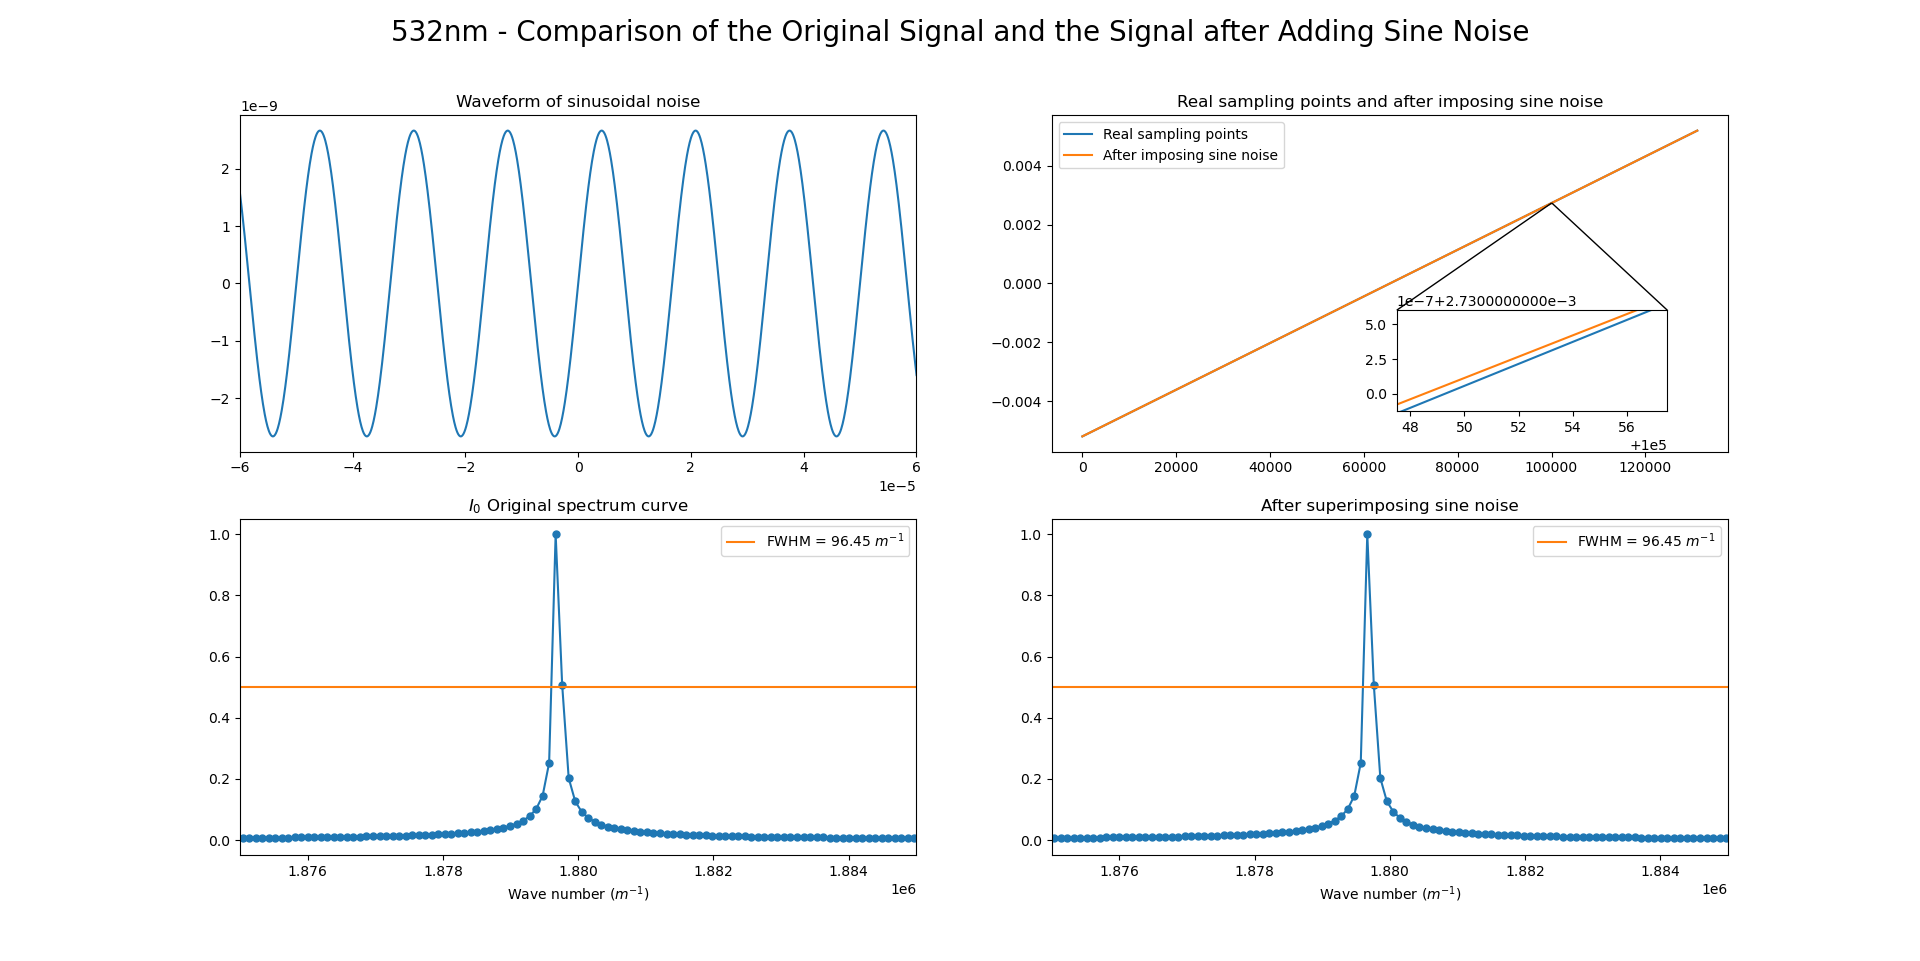 532nm - Comparison of the Original Signal and the Signal after Adding Sine Noise
Waveform of sinusoidal noise
1e−9
2
1
0
−1
−2
−6 −4 −2 0 2 4 6
1e−5
Real sampling points and after imposing sine noise
Real sampling points
After imposing sine noise
0.004
0.002
0.000
−0.002
−0.004
1e−7+2.7300000000e−3
5.0
2.5
0.0
48 50 52 54 56
+1e5
0 20000 40000 60000 80000 100000 120000
I₀ Original spectrum curve
FWHM = 96.45 m⁻¹
1.0
0.8
0.6
0.4
0.2
0.0
1.876 1.878 1.880 1.882 1.884
1e6
Wave number (m⁻¹)
After superimposing sine noise
FWHM = 96.45 m⁻¹
1.0
0.8
0.6
0.4
0.2
0.0
1.876 1.878 1.880 1.882 1.884
1e6
Wave number (m⁻¹)